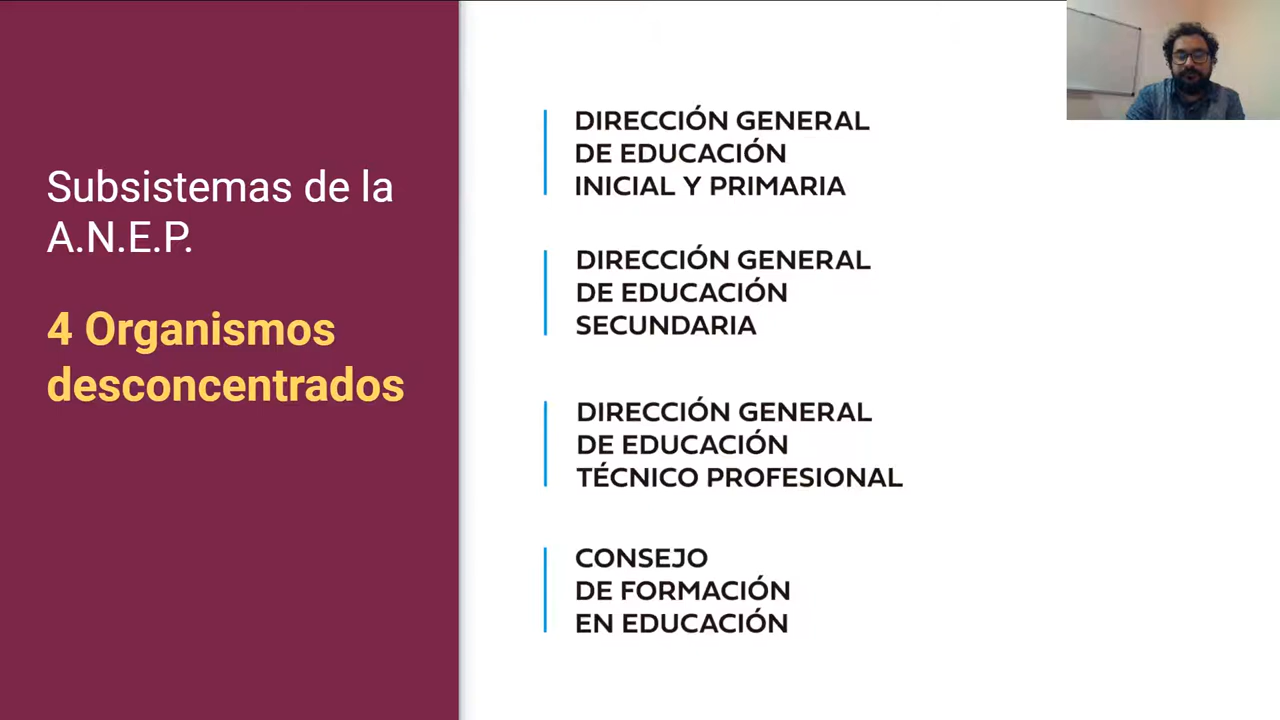 Subsistemas de la
A.N.E.P.
4 Organismos
desconcentrados
DIRECCIÓN GENERAL
DE EDUCACIÓN
INICIAL Y PRIMARIA
DIRECCIÓN GENERAL
DE EDUCACIÓN
SECUNDARIA
DIRECCIÓN GENERAL
DE EDUCACIÓN
TÉCNICO PROFESIONAL
CONSEJO
DE FORMACIÓN
EN EDUCACIÓN